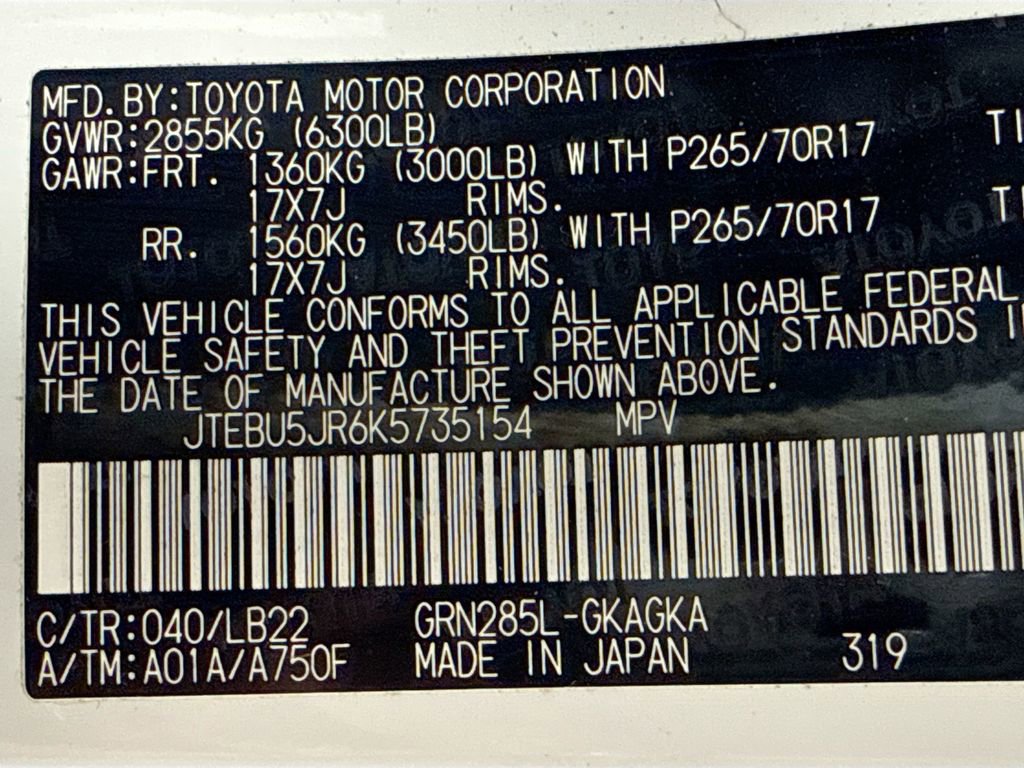 MFD. BY: TOYOTA MOTOR CORPORATION
GVWR: 2855KG (6300LB)
GAWR: FRT. 1360KG (3000LB) WITH P265/70R17 TI
17X7J RIMS.
RR. 1560KG (3450LB) WITH P265/70R17 TI
17X7J RIMS.
THIS VEHICLE CONFORMS TO ALL APPLICABLE FEDERAL
VEHICLE SAFETY AND THEFT PREVENTION STANDARDS I
THE DATE OF MANUFACTURE SHOWN ABOVE.
JTEBU5JR6K5735154 MPV
C/TR: 040/LB22 GRN285L-GKAGKA
A/TM: A01A/A750F MADE IN JAPAN 319